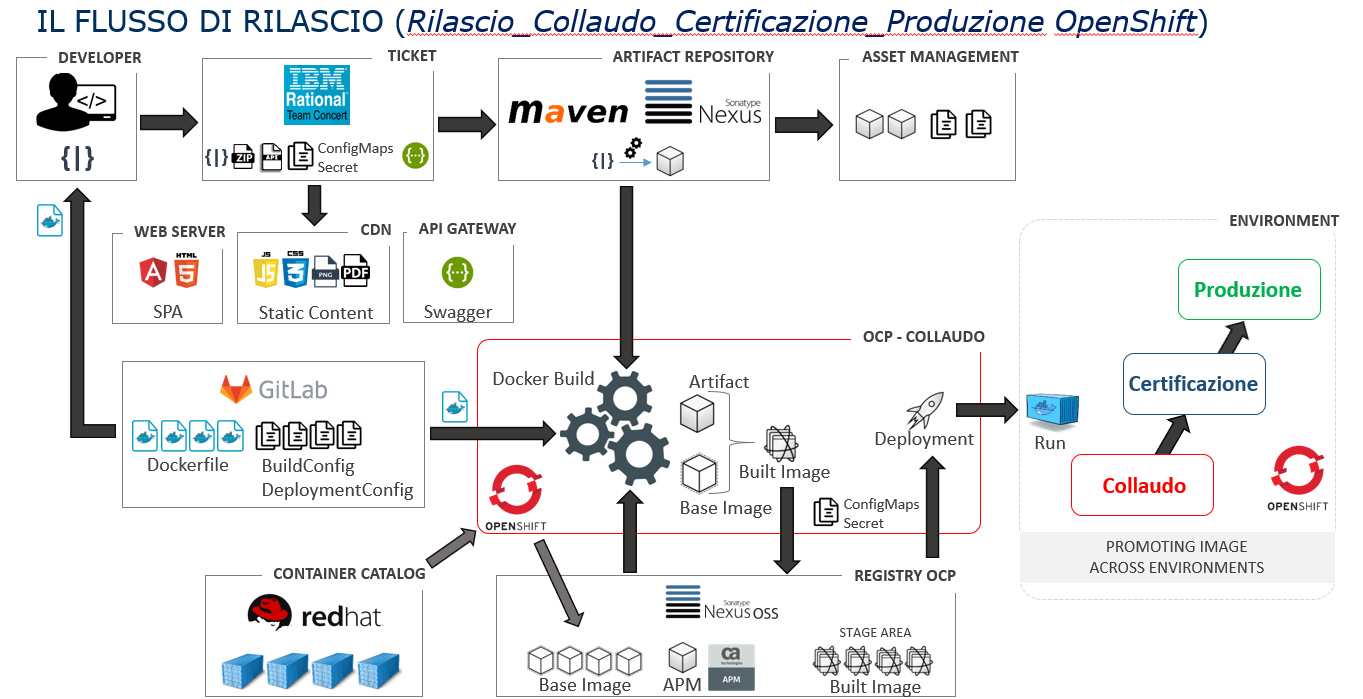 IL FLUSSO DI RILASCIO (Rilascio_Collaudo_Certificazione_Produzione OpenShift)
DEVELOPER
</>
{|}
TICKET
IBM
Rational
Team Concert
{|}
ZIP
API
ConfigMaps
Secret
{··}
ARTIFACT REPOSITORY
maven
Sonatype
Nexus
{|}
ASSET MANAGEMENT
WEB SERVER
A
HTML
5
SPA
CDN
JS
JS
CSS
3
PNG
PDF
Static Content
API GATEWAY
{··}
Swagger
GitLab
Dockerfile
BuildConfig
DeploymentConfig
OCP - COLLAUDO
Docker Build
Artifact
Base Image
Built Image
ConfigMaps
Secret
Deployment
OPENSHIFT
CONTAINER CATALOG
redhat
REGISTRY OCP
Sonatype
Nexus OSS
Base Image
APM
ca
technologies
APM
STAGE AREA
Built Image
ENVIRONMENT
Produzione
Certificazione
Collaudo
Run
OPENSHIFT
PROMOTING IMAGE
ACROSS ENVIRONMENTS